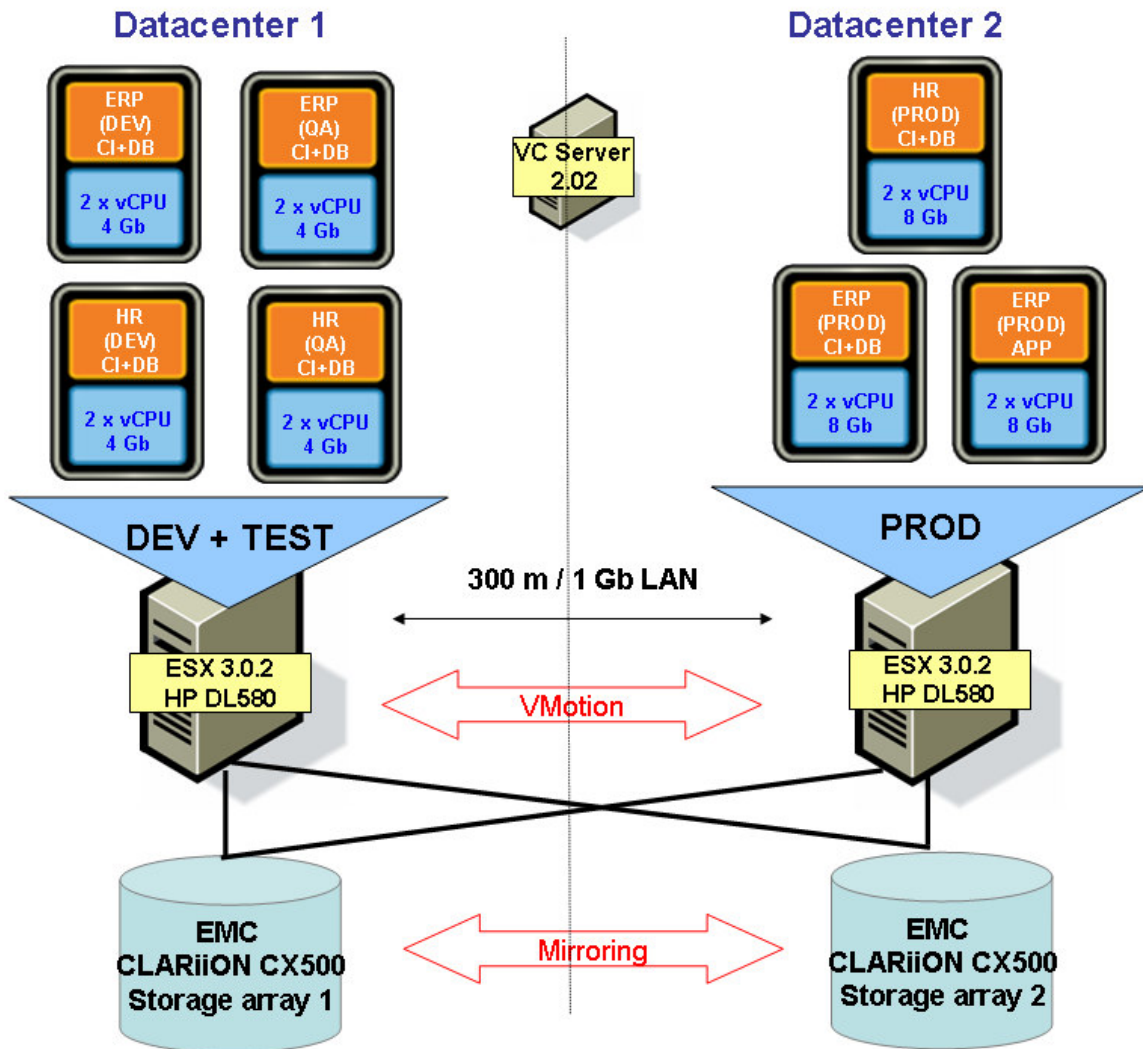 Datacenter 1
Datacenter 2
ERP
(DEV)
CI+DB
2 x vCPU
4 Gb
ERP
(QA)
CI+DB
2 x vCPU
4 Gb
VC Server
2.02
HR
(PROD)
CI+DB
2 x vCPU
8 Gb
HR
(DEV)
CI+DB
2 x vCPU
4 Gb
HR
(QA)
CI+DB
2 x vCPU
4 Gb
ERP
(PROD)
CI+DB
2 x vCPU
8 Gb
ERP
(PROD)
APP
2 x vCPU
8 Gb
DEV + TEST
PROD
300 m / 1 Gb LAN
ESX 3.0.2
HP DL580
VMotion
ESX 3.0.2
HP DL580
EMC
CLARiiON CX500
Storage array 1
Mirroring
EMC
CLARiiON CX500
Storage array 2